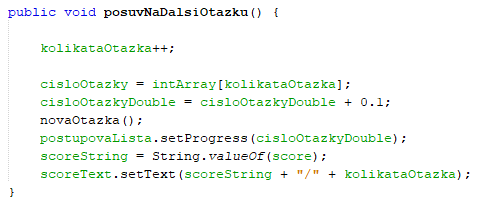 public void posuvNaDalsiOtazku() {
kolikataOtazka++;
cisloOtazky = intArray[kolikataOtazka];
cisloOtazkyDouble = cisloOtazkyDouble + 0.1;
novaOtazka();
postupovaLista.setProgress(cisloOtazkyDouble);
scoreString = String.valueOf(score);
scoreText.setText(scoreString + "/" + kolikataOtazka);
}